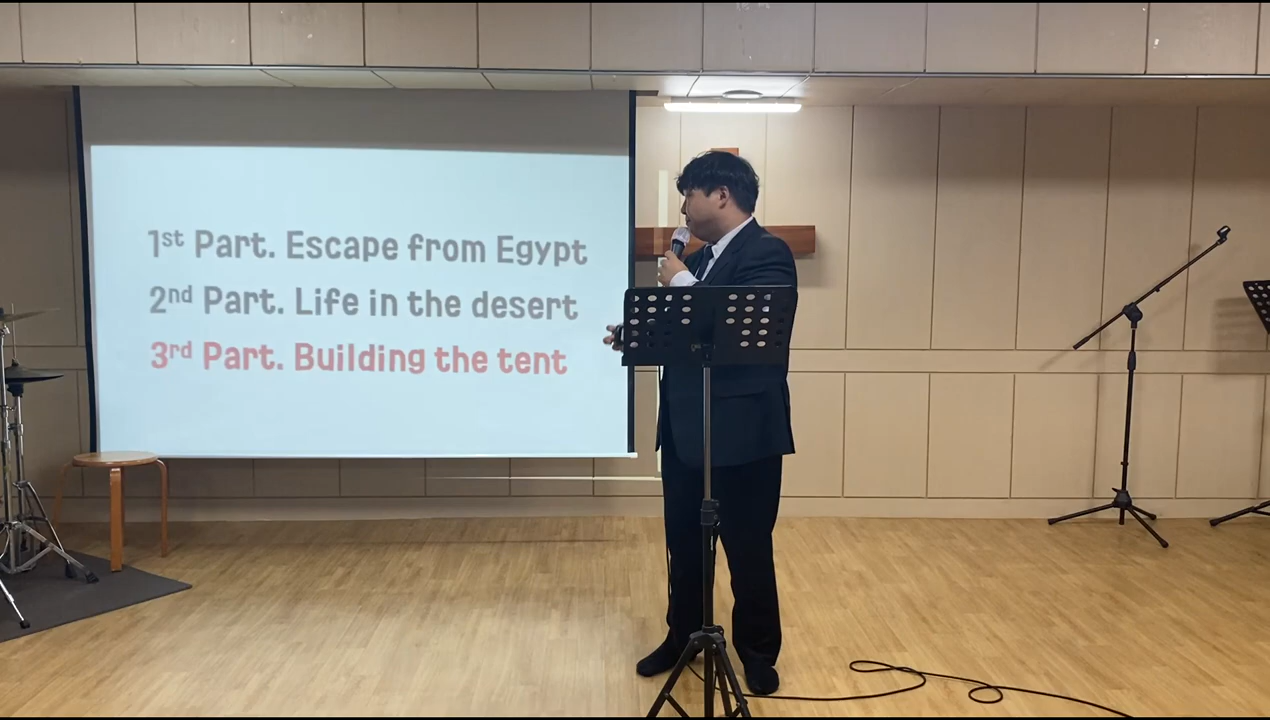 1st Part. Escape from Egypt
2nd Part. Life in the desert
3rd Part. Building the tent